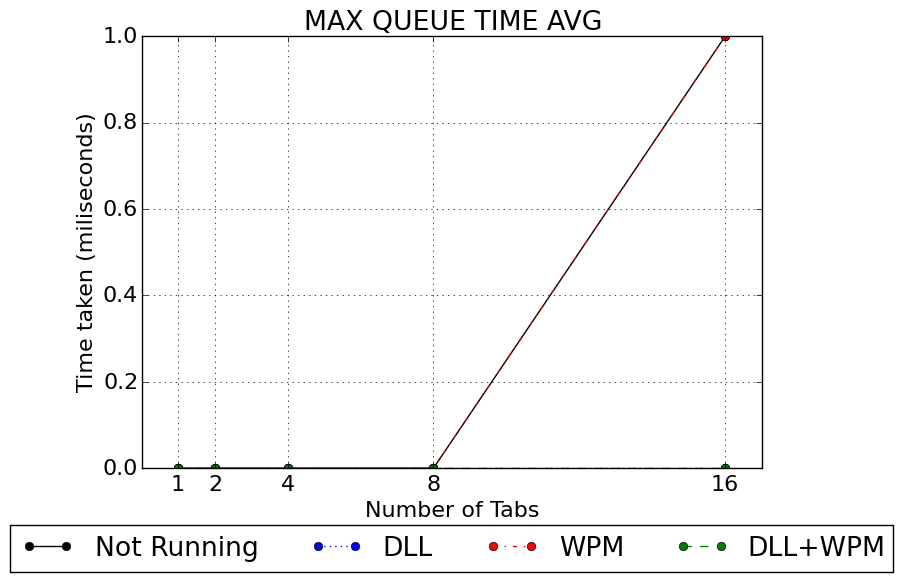 MAX QUEUE TIME AVG
1.0
0.8
0.6
0.4
0.2
0.0
Time taken (miliseconds)
1 2 4 8 16
Number of Tabs
Not Running DLL WPM DLL+WPM